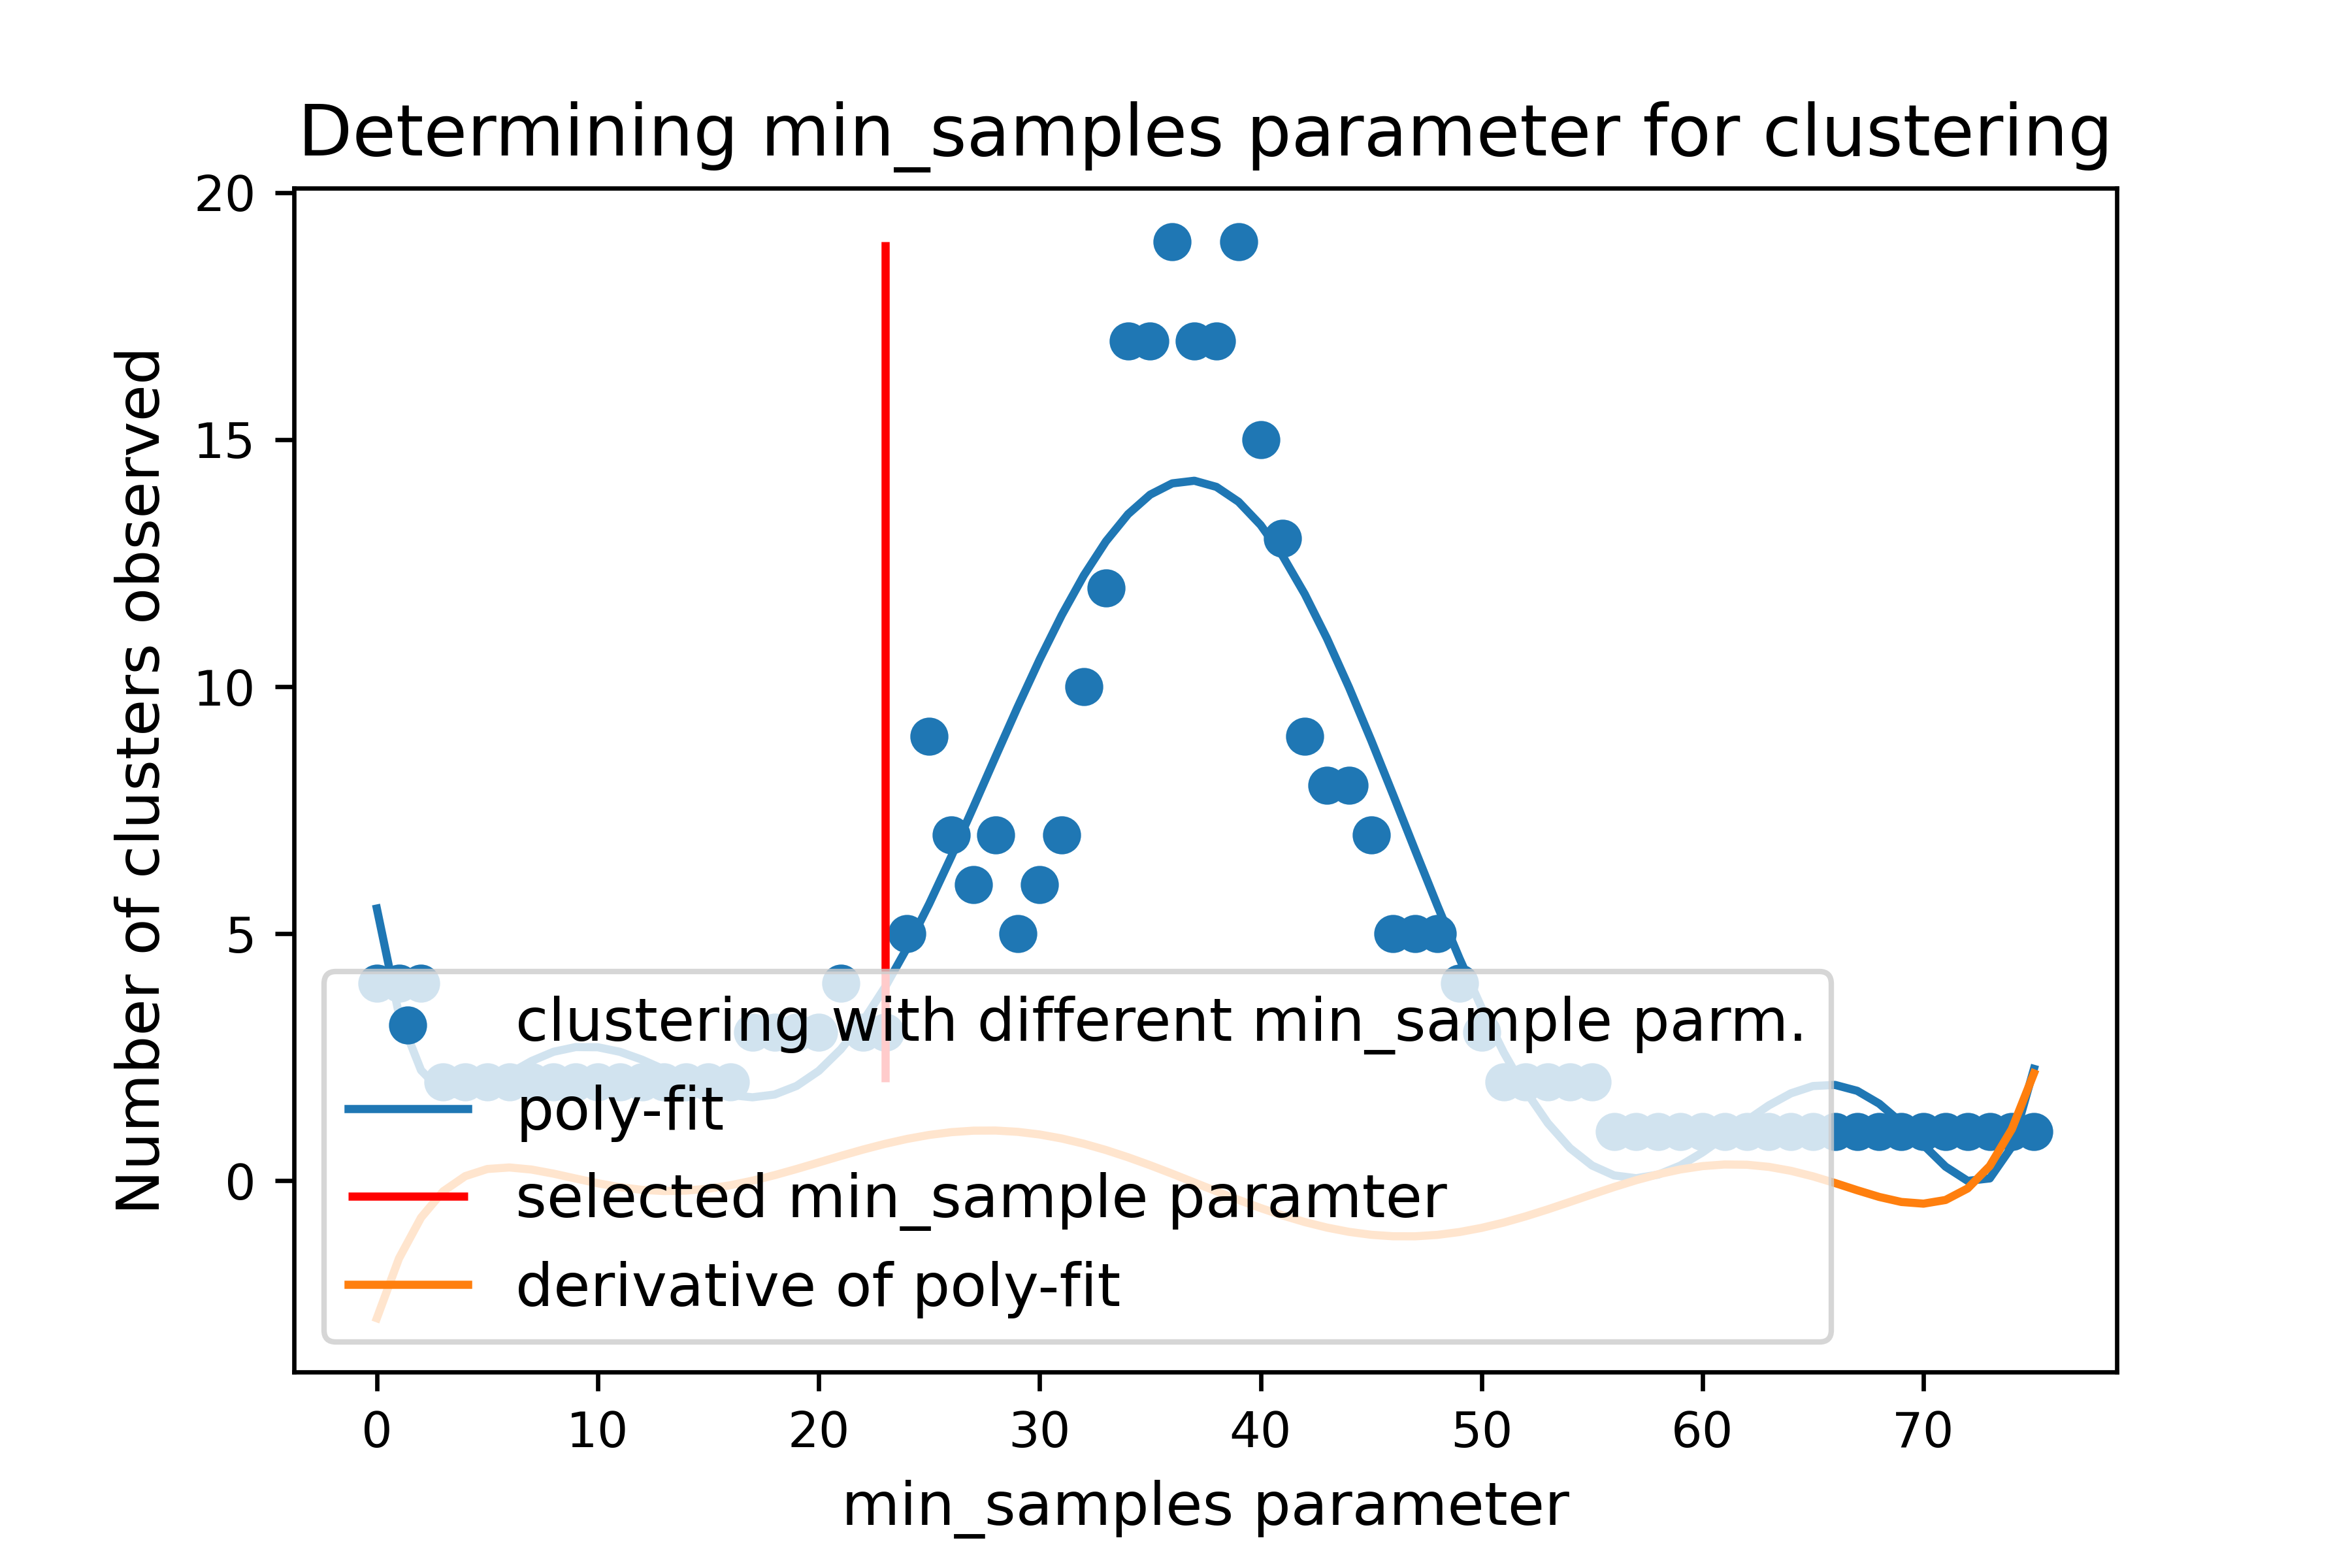 Determining min_samples parameter for clustering
Number of clusters observed
20
15
10
5
0
clustering with different min_sample parm.
poly-fit
selected min_sample paramter
derivative of poly-fit
0 10 20 30 40 50 60 70
min_samples parameter